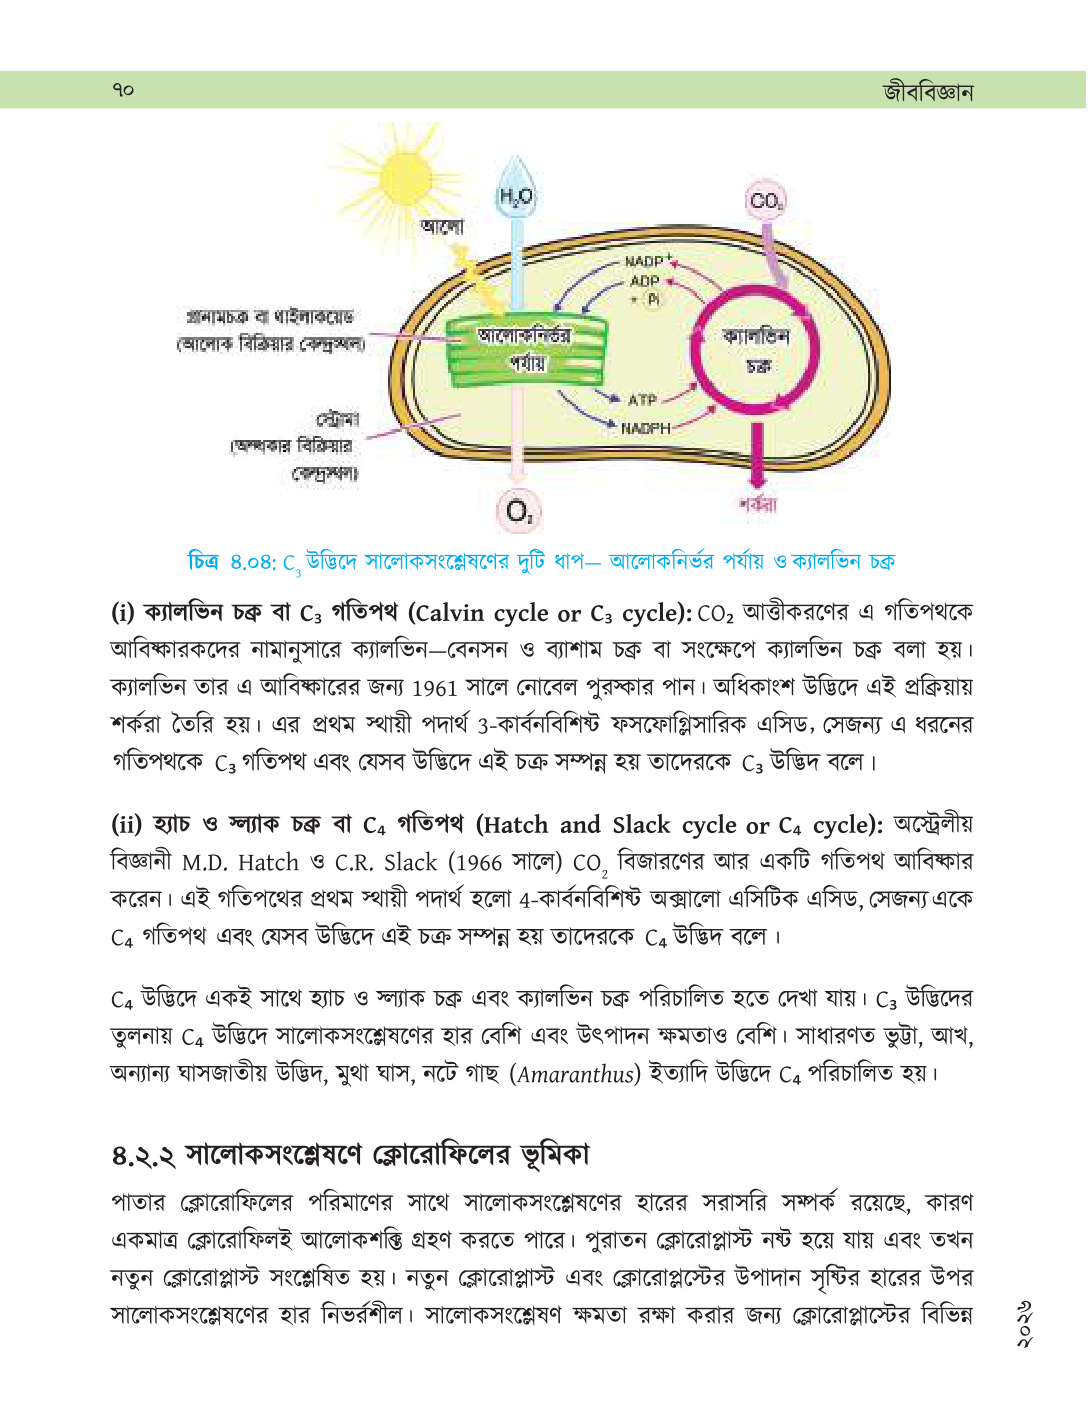 ৭০
জীববিজ্ঞান
H₂O
CO₂
আলো
NADP⁺
ADP
+ Pi
গ্রানামচক্র বা থাইলাকয়েড
(আলোক বিক্রিয়ার কেন্দ্রস্থল)
আলোকনির্ভর
পর্যায়
ক্যালভিন
চক্র
ATP
NADPH
স্ট্রোমা
(অন্ধকার বিক্রিয়ার
কেন্দ্রস্থল)
O₂
শর্করা
চিত্র ৪.০৪: C₃ উদ্ভিদে সালোকসংশ্লেষণের দুটি ধাপ— আলোকনির্ভর পর্যায় ও ক্যালভিন চক্র
(i) ক্যালভিন চক্র বা C₃ গতিপথ (Calvin cycle or C₃ cycle): CO₂ আত্তীকরণের এ গতিপথকে
আবিষ্কারকদের নামানুসারে ক্যালভিন—বেনসন ও ব্যাশাম চক্র বা সংক্ষেপে ক্যালভিন চক্র বলা হয়।
ক্যালভিন তার এ আবিষ্কারের জন্য 1961 সালে নোবেল পুরস্কার পান। অধিকাংশ উদ্ভিদে এই প্রক্রিয়ায়
শর্করা তৈরি হয়। এর প্রথম স্থায়ী পদার্থ 3-কার্বনবিশিষ্ট ফসফোগ্লিসারিক এসিড, সেজন্য এ ধরনের
গতিপথকে C₃ গতিপথ এবং যেসব উদ্ভিদে এই চক্র সম্পন্ন হয় তাদেরকে C₃ উদ্ভিদ বলে।
(ii) হ্যাচ ও স্ল্যাক চক্র বা C₄ গতিপথ (Hatch and Slack cycle or C₄ cycle): অস্ট্রেলীয়
বিজ্ঞানী M.D. Hatch ও C.R. Slack (1966 সালে) CO₂ বিজারণের আর একটি গতিপথ আবিষ্কার
করেন। এই গতিপথের প্রথম স্থায়ী পদার্থ হলো 4-কার্বনবিশিষ্ট অক্সালো এসিটিক এসিড, সেজন্য একে
C₄ গতিপথ এবং যেসব উদ্ভিদে এই চক্র সম্পন্ন হয় তাদেরকে C₄ উদ্ভিদ বলে।
C₄ উদ্ভিদে একই সাথে হ্যাচ ও স্ল্যাক চক্র এবং ক্যালভিন চক্র পরিচালিত হতে দেখা যায়। C₃ উদ্ভিদের
তুলনায় C₄ উদ্ভিদে সালোকসংশ্লেষণের হার বেশি এবং উৎপাদন ক্ষমতাও বেশি। সাধারণত ভুট্টা, আখ,
অন্যান্য ঘাসজাতীয় উদ্ভিদ, মুথা ঘাস, নটে গাছ (Amaranthus) ইত্যাদি উদ্ভিদে C₄ পরিচালিত হয়।
৪.২.২ সালোকসংশ্লেষণে ক্লোরোফিলের ভূমিকা
পাতার ক্লোরোফিলের পরিমাণের সাথে সালোকসংশ্লেষণের হারের সরাসরি সম্পর্ক রয়েছে, কারণ
একমাত্র ক্লোরোফিলই আলোকশক্তি গ্রহণ করতে পারে। পুরাতন ক্লোরোপ্লাস্ট নষ্ট হয়ে যায় এবং তখন
নতুন ক্লোরোপ্লাস্ট সংশ্লেষিত হয়। নতুন ক্লোরোপ্লাস্ট এবং ক্লোরোপ্লস্টের উপাদান সৃষ্টির হারের উপর
সালোকসংশ্লেষণের হার নিভর্রশীল। সালোকসংশ্লেষণ ক্ষমতা রক্ষা করার জন্য ক্লোরোপ্লাস্টের বিভিন্ন
২০২৬